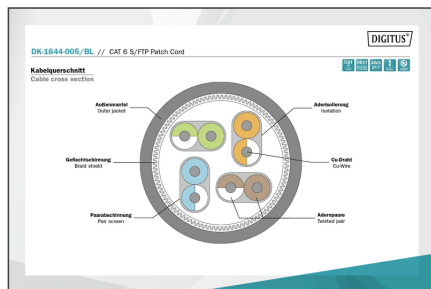 DIGITUS®
DK-1644-005/BL // CAT 6 S/FTP Patch Cord
Kabelquerschnitt
Cable cross section
Außenmantel
Outer jacket
Aderisolierung
Isolation
Geflechtschirmung
Braid shield
Cu-Draht
Cu-Wire
Paarabschirmung
Pair screen
Adernpaare
Twisted pair